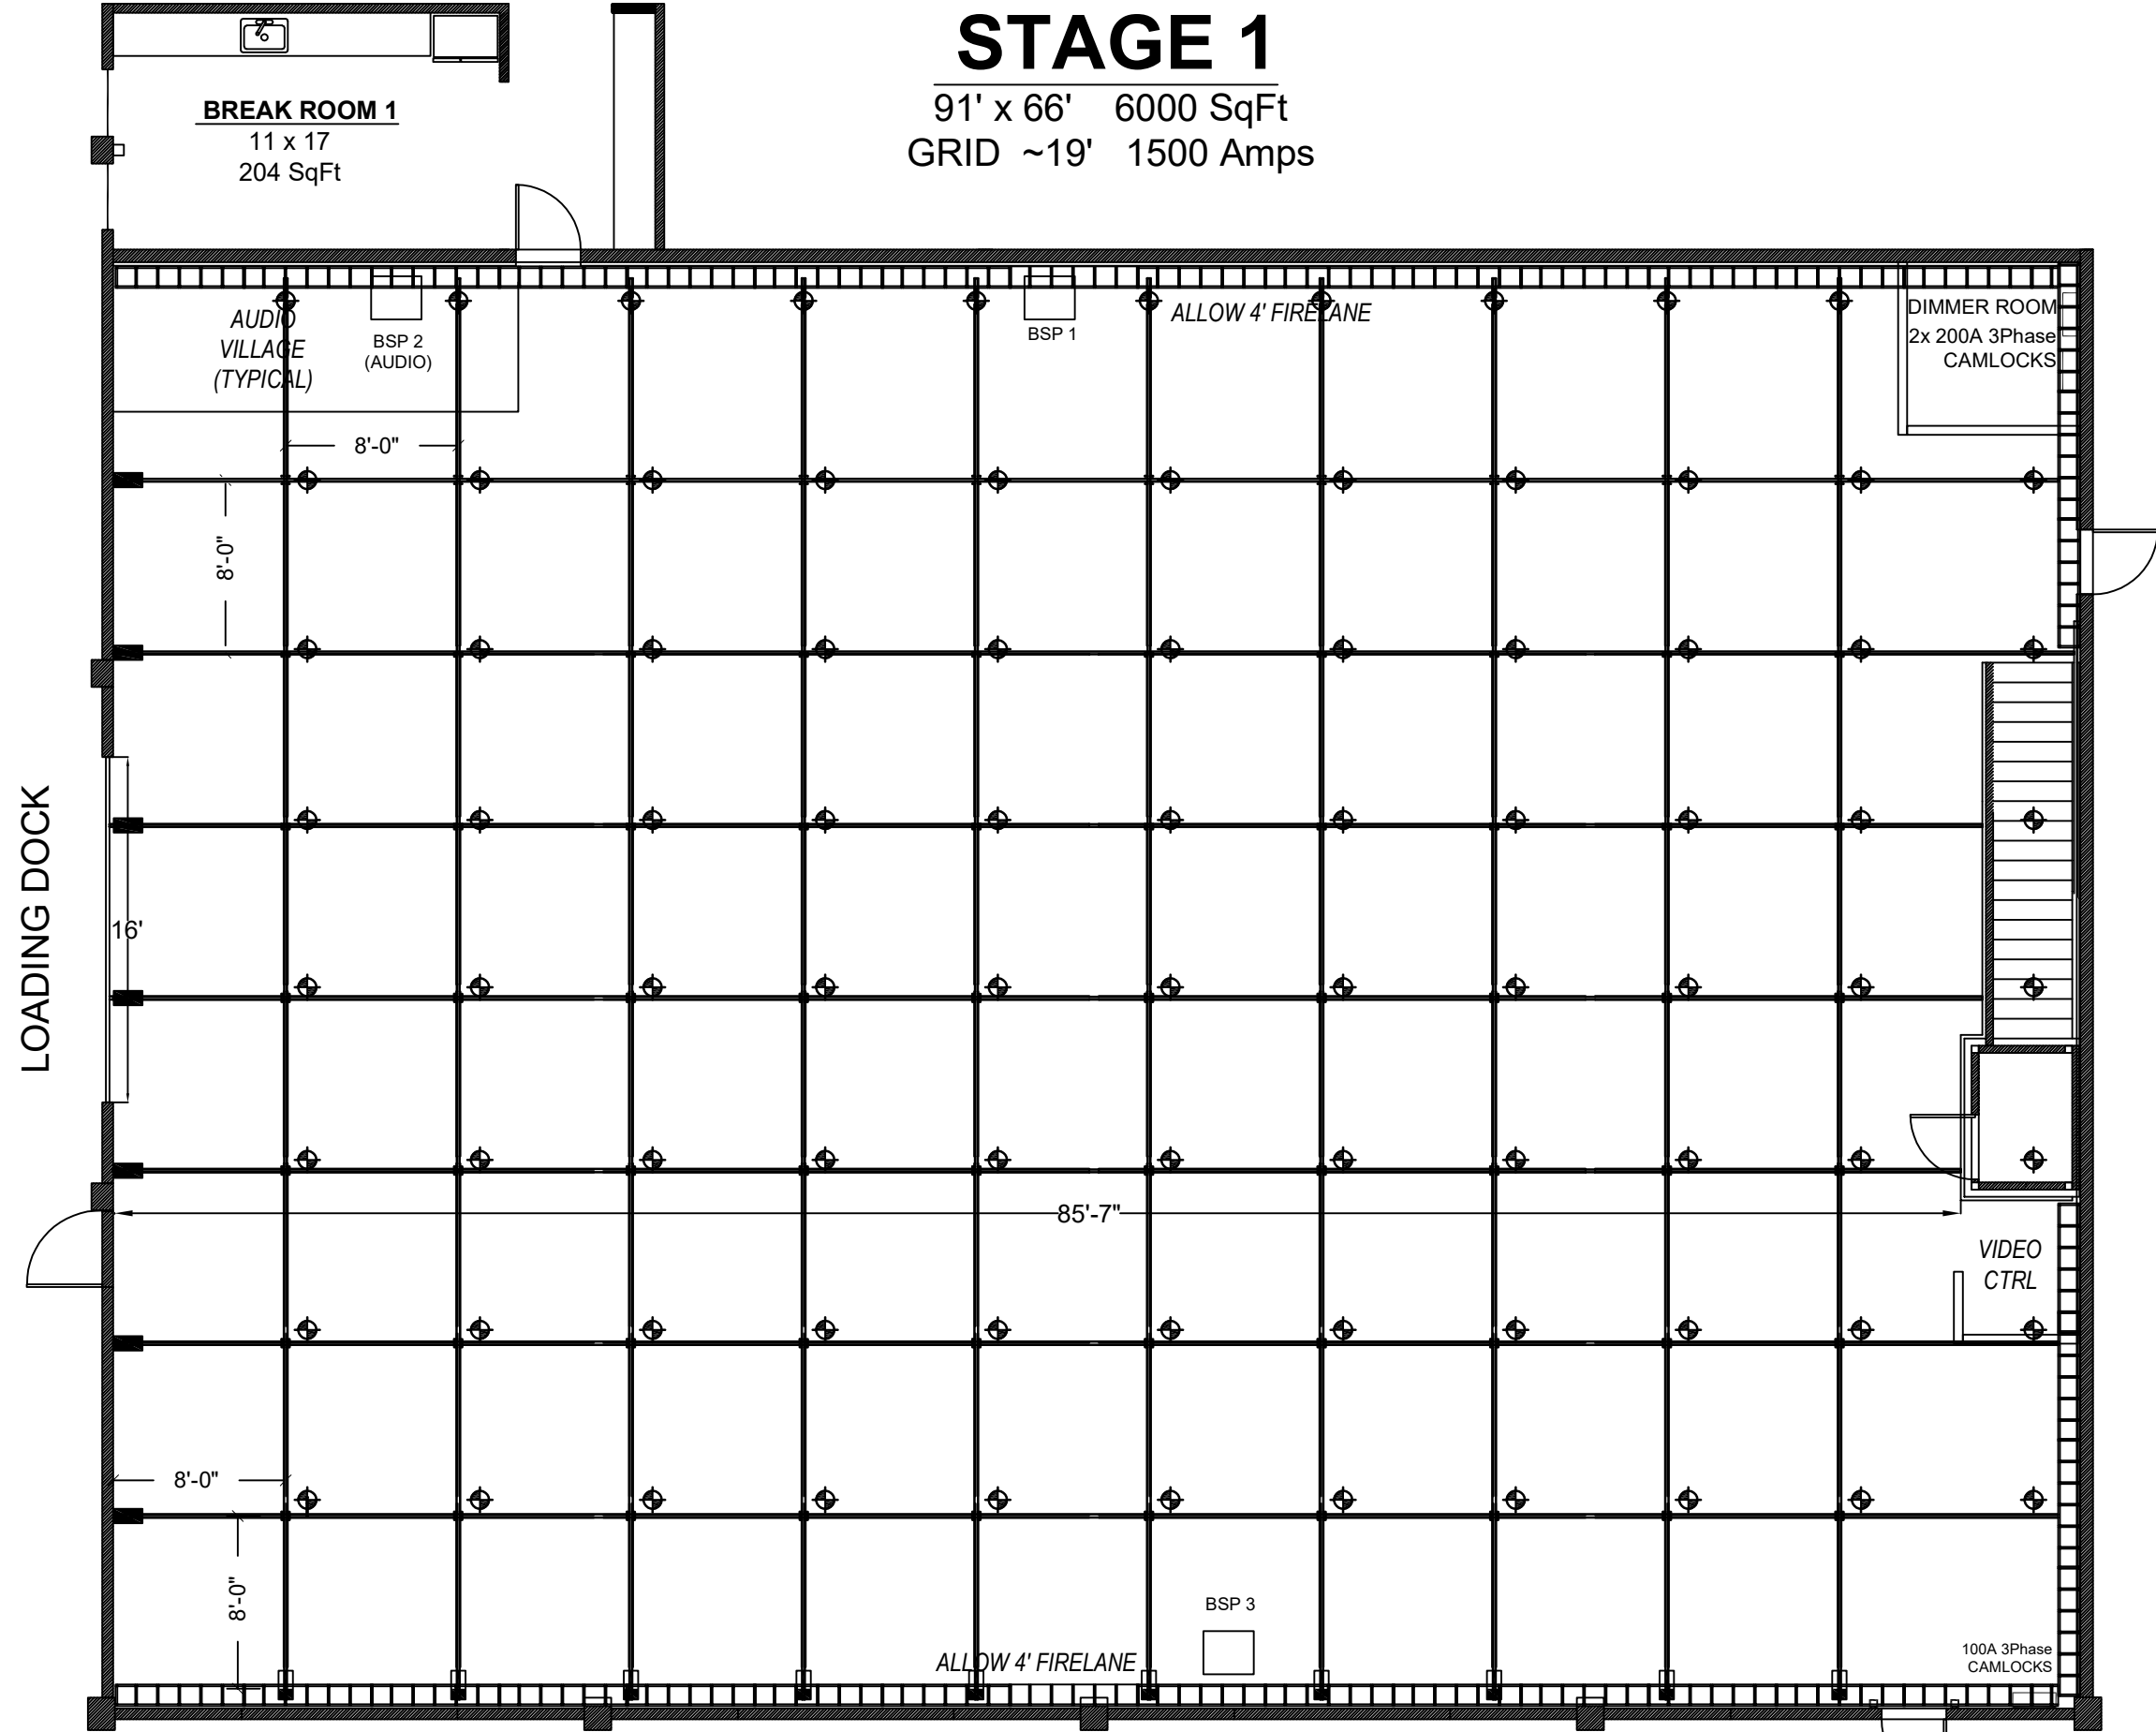 STAGE 1
91' x 66' 6000 SqFt
GRID ~19' 1500 Amps
BREAK ROOM 1
11 x 17
204 SqFt
AUDIO
VILLAGE
(TYPICAL)
BSP 2
(AUDIO)
BSP 1
ALLOW 4' FIRELANE
DIMMER ROOM
2x 200A 3Phase
CAMLOCKS
8'-0"
8'-0"
LOADING DOCK
16'
85'-7"
VIDEO
CTRL
8'-0"
8'-0"
BSP 3
ALLOW 4' FIRELANE
100A 3Phase
CAMLOCKS